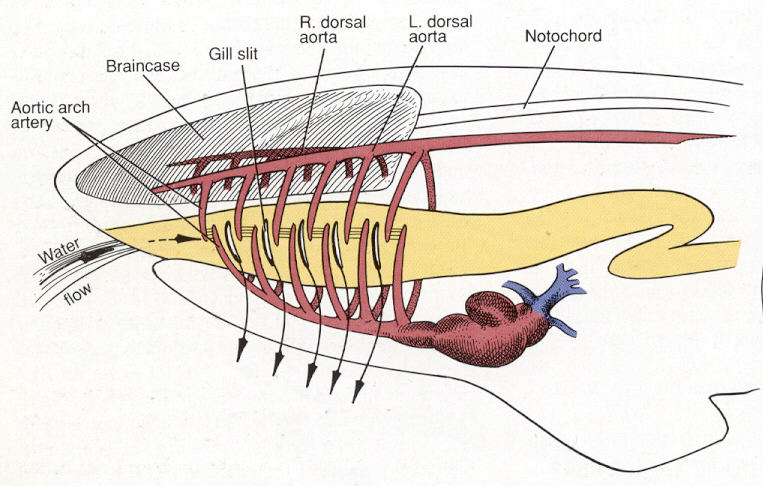 R. dorsal
aorta
L. dorsal
aorta
Notochord
Gill slit
Braincase
Aortic arch
artery
Water
flow